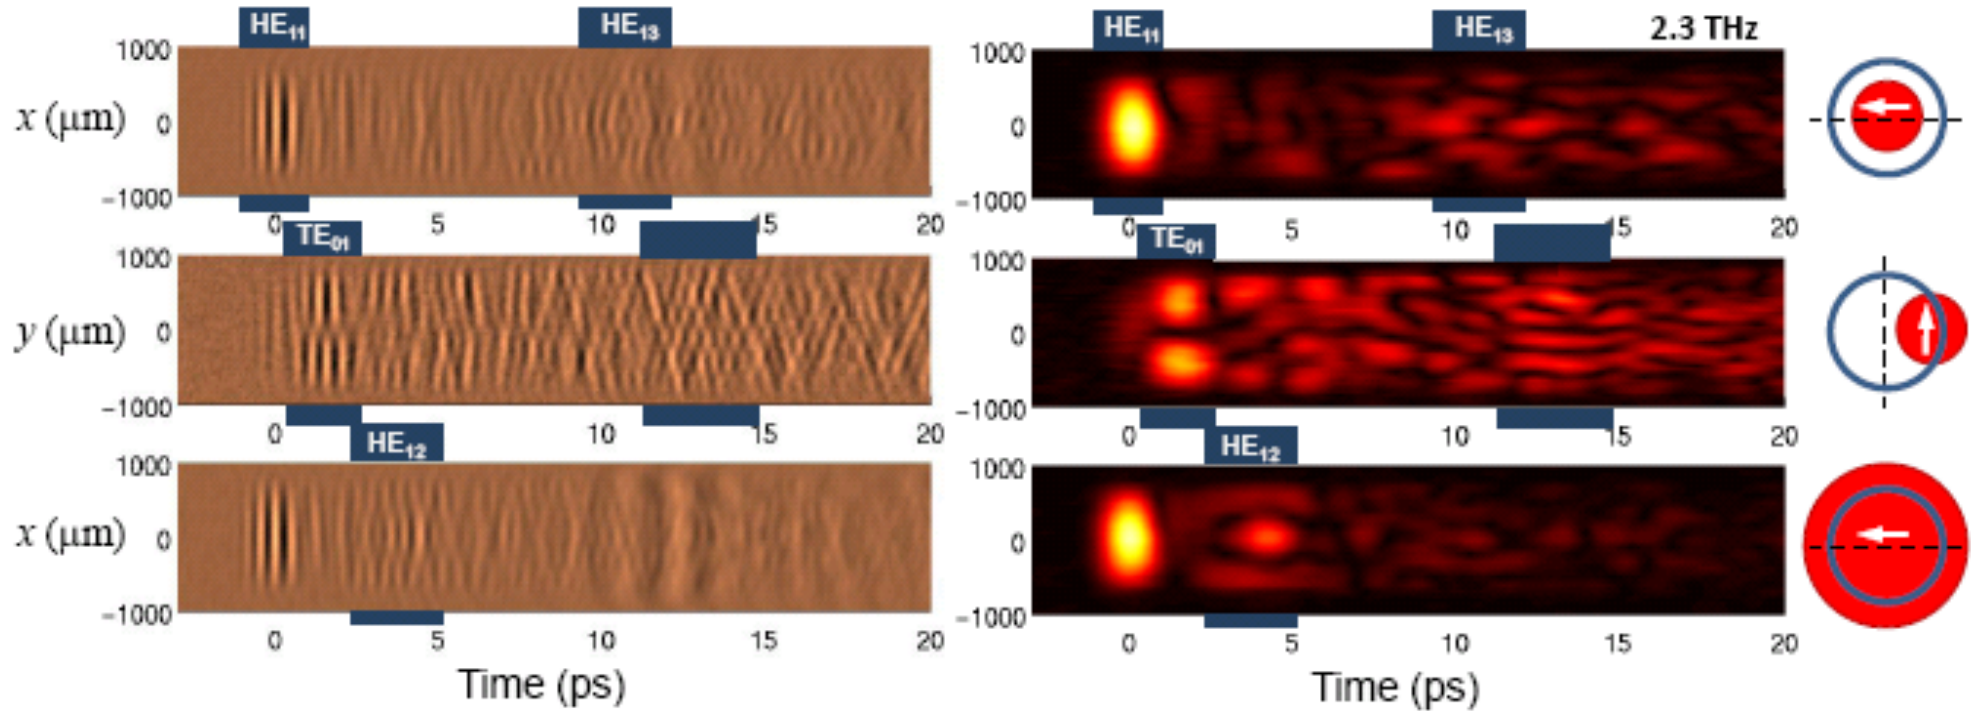 HE₁₁ HE₁₃ HE₁₁ HE₁₃ 2.3 THz
1000 1000
x (μm) 0 0
−1000 −1000
0 5 10 15 20 0 5 10 15 20
TE₀₁ TE₀₁
1000 1000
y (μm) 0 0
−1000 −1000
0 10 15 20 0 10 15 20
HE₁₂ HE₁₂
1000 1000
x (μm) 0 0
−1000 −1000
0 5 10 15 20 0 5 10 15 20
Time (ps) Time (ps)